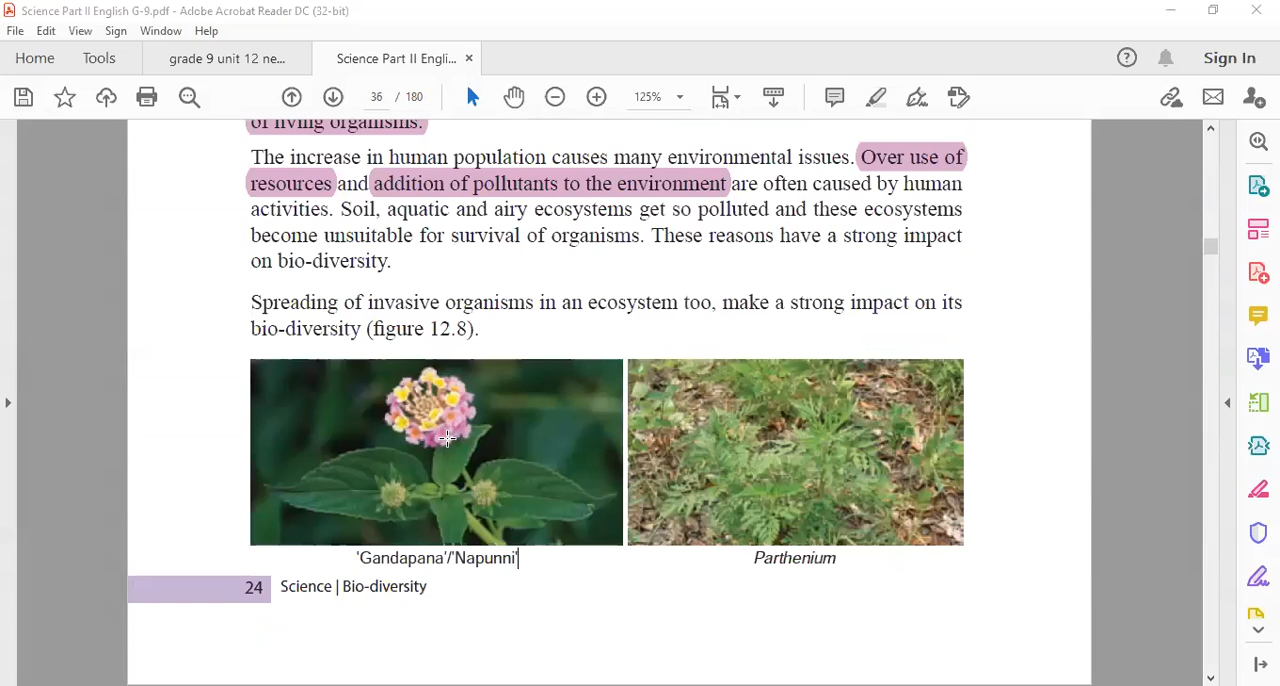 Science Part II English G-9.pdf - Adobe Acrobat Reader DC (32-bit)
File Edit View Sign Window Help
Home Tools grade 9 unit 12 ne... Science Part II Engli... × Sign In
36 / 180 125%
of living organisms.
The increase in human population causes many environmental issues. Over use of
resources and addition of pollutants to the environment are often caused by human
activities. Soil, aquatic and airy ecosystems get so polluted and these ecosystems
become unsuitable for survival of organisms. These reasons have a strong impact
on bio-diversity.
Spreading of invasive organisms in an ecosystem too, make a strong impact on its
bio-diversity (figure 12.8).
'Gandapana'/'Napunni' Parthenium
24 Science | Bio-diversity